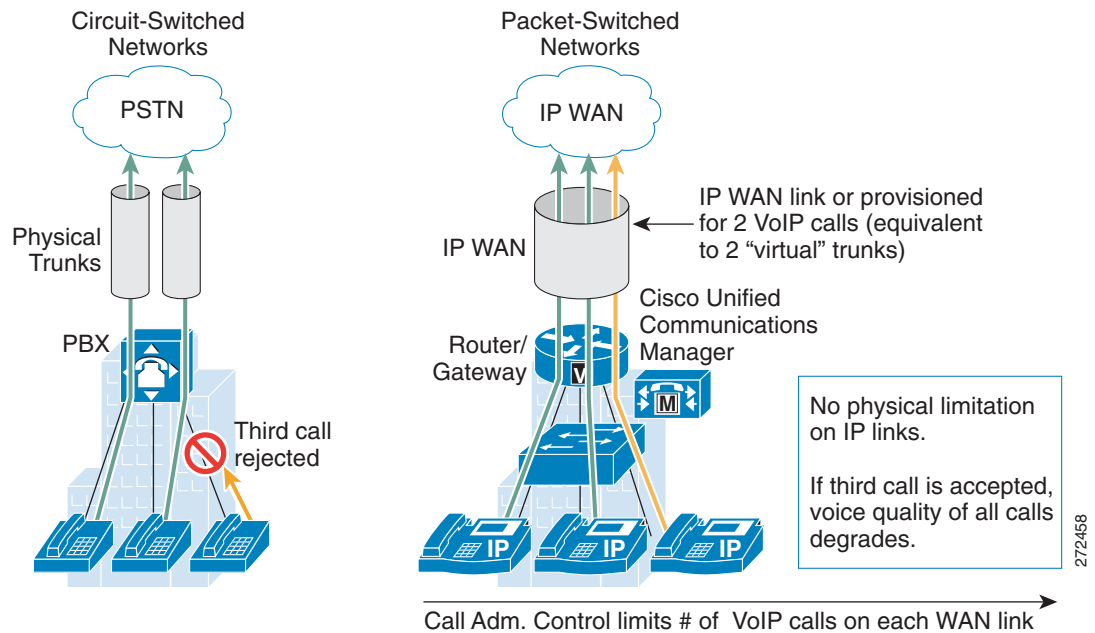 Circuit-Switched
Networks
PSTN
Physical
Trunks
PBX
Third call
rejected
Packet-Switched
Networks
IP WAN
IP WAN link or provisioned
for 2 VoIP calls (equivalent
to 2 “virtual” trunks)
IP WAN
Cisco Unified
Communications
Manager
Router/
Gateway
V
M
IP
IP
IP
No physical limitation
on IP links.
If third call is accepted,
voice quality of all calls
degrades.
272458
Call Adm. Control limits # of VoIP calls on each WAN link